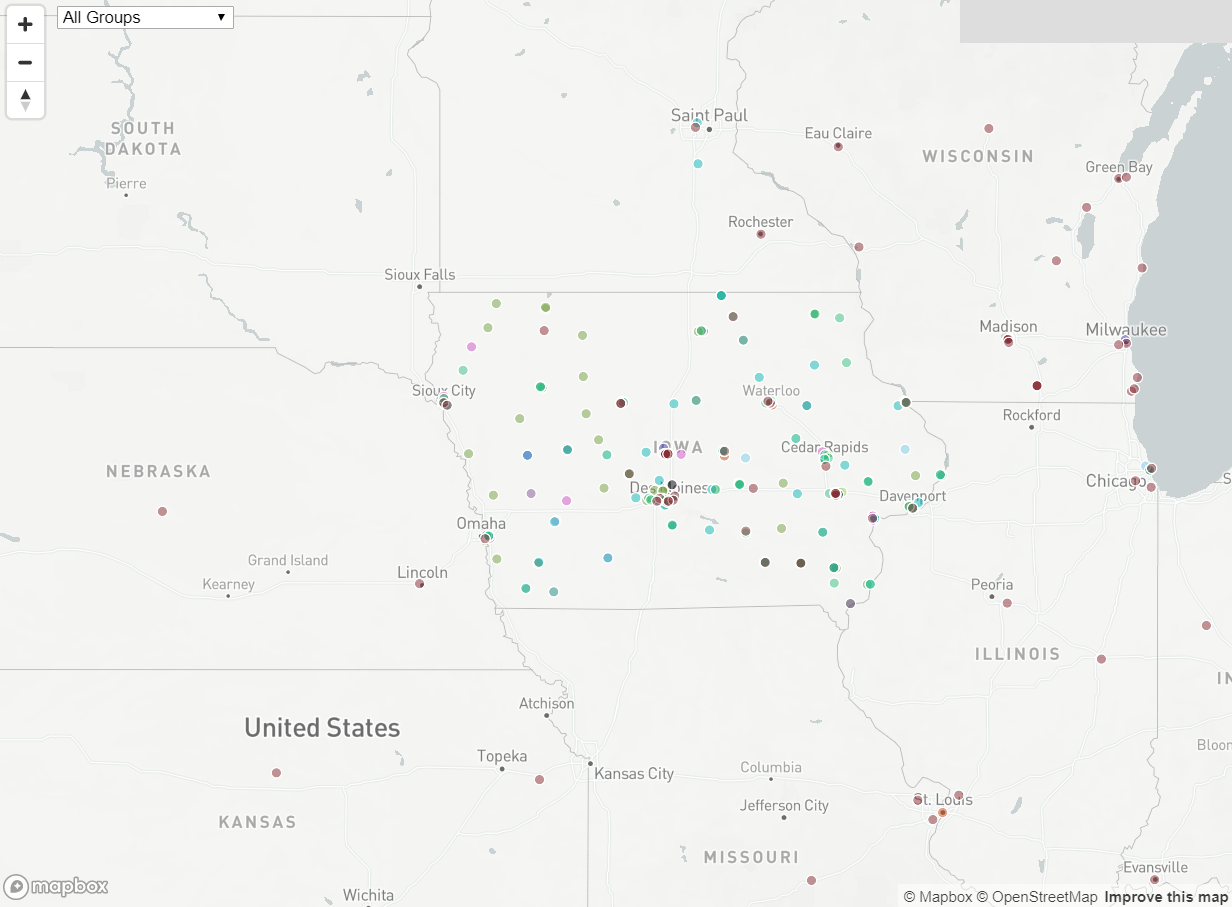 +
All Groups ▼
−
Saint Paul
Eau Claire
SOUTH
DAKOTA
WISCONSIN
Green Bay
Pierre
Rochester
Sioux Falls
Madison
Milwaukee
Sioux City
Waterloo
Rockford
IOWA
Cedar Rapids
NEBRASKA
Chicago
Davenport
Omaha
Grand Island
Lincoln
Kearney
Peoria
ILLINOIS
IN
Atchison
United States
Bloom
Topeka
Kansas City
Columbia
St. Louis
Jefferson City
KANSAS
MISSOURI
Evansville
mapbox
Wichita
© Mapbox © OpenStreetMap Improve this map